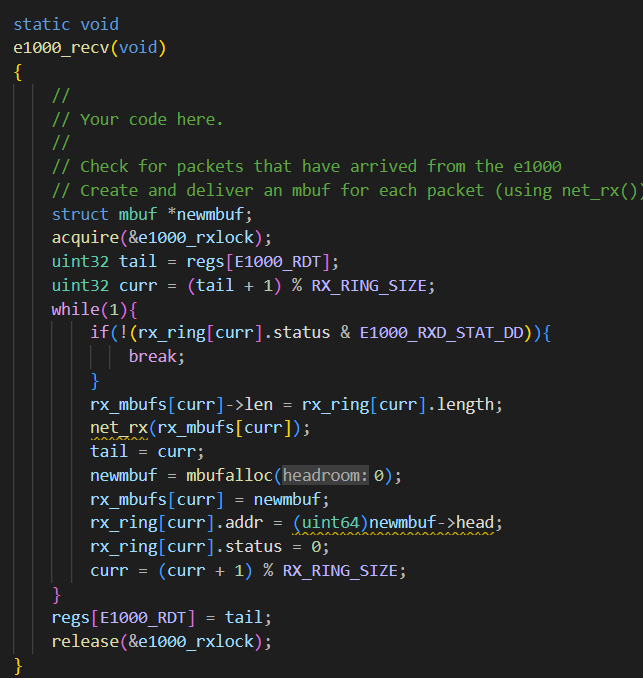 static void
e1000_recv(void)
{
//
// Your code here.
//
// Check for packets that have arrived from the e1000
// Create and deliver an mbuf for each packet (using net_rx())
struct mbuf *newmbuf;
acquire(&e1000_rxlock);
uint32 tail = regs[E1000_RDT];
uint32 curr = (tail + 1) % RX_RING_SIZE;
while(1){
if(!(rx_ring[curr].status & E1000_RXD_STAT_DD)){
break;
}
rx_mbufs[curr]->len = rx_ring[curr].length;
net_rx(rx_mbufs[curr]);
tail = curr;
newmbuf = mbufalloc(headroom: 0);
rx_mbufs[curr] = newmbuf;
rx_ring[curr].addr = (uint64)newmbuf->head;
rx_ring[curr].status = 0;
curr = (curr + 1) % RX_RING_SIZE;
}
regs[E1000_RDT] = tail;
release(&e1000_rxlock);
}